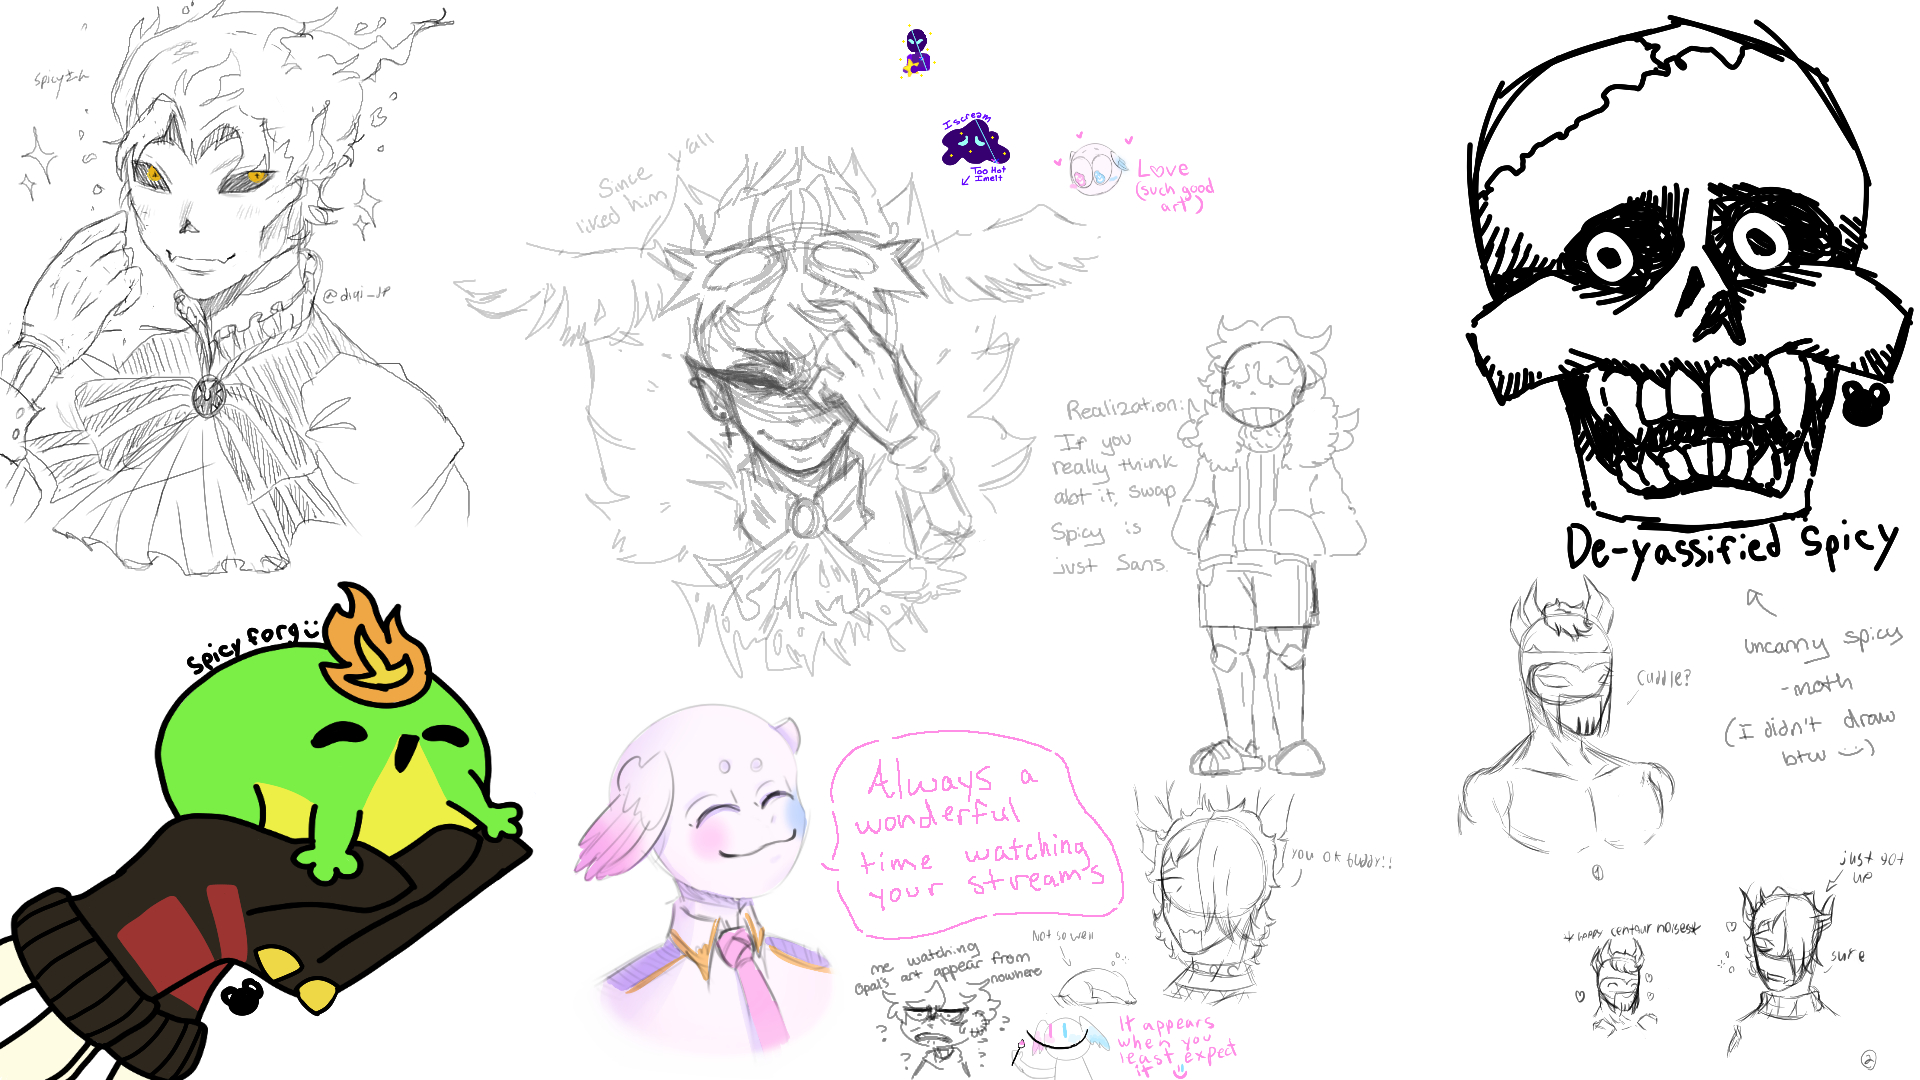 @digi_JP
Since y'all
liked him
I scream
Too Hot
I melt
Love
(such good
art)
Realization:
If you
really think
abt it, swap
Spicy is
just Sans.
De-yassified Spicy
uncanny spicy
-moth
(I didn't draw
btw :))
cuddle?
Spicy forg :)
Always a
wonderful
time watching
your streams
you ok buddy!!
just got
up
sure
*happy centaur noises*
Not so well
me watching
Opal's art appear from
nowhere
It appears
when you
least expect
it :)
1
2